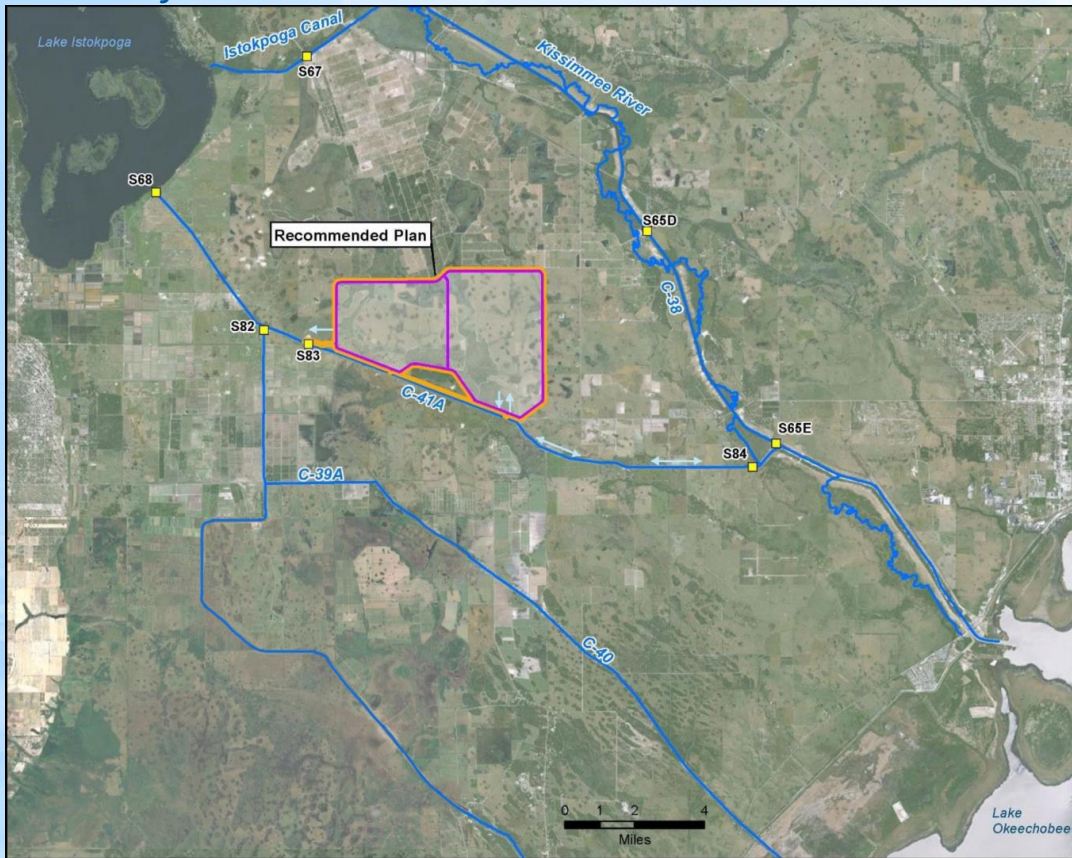 Lake Istokpoga
Istokpoga Canal
S67
Kissimmee River
S68
S65D
Recommended Plan
C-38
S82
S83
C-41A
S65E
S84
C-39A
C-40
0 1 2 4
Miles
Lake
Okeechobee